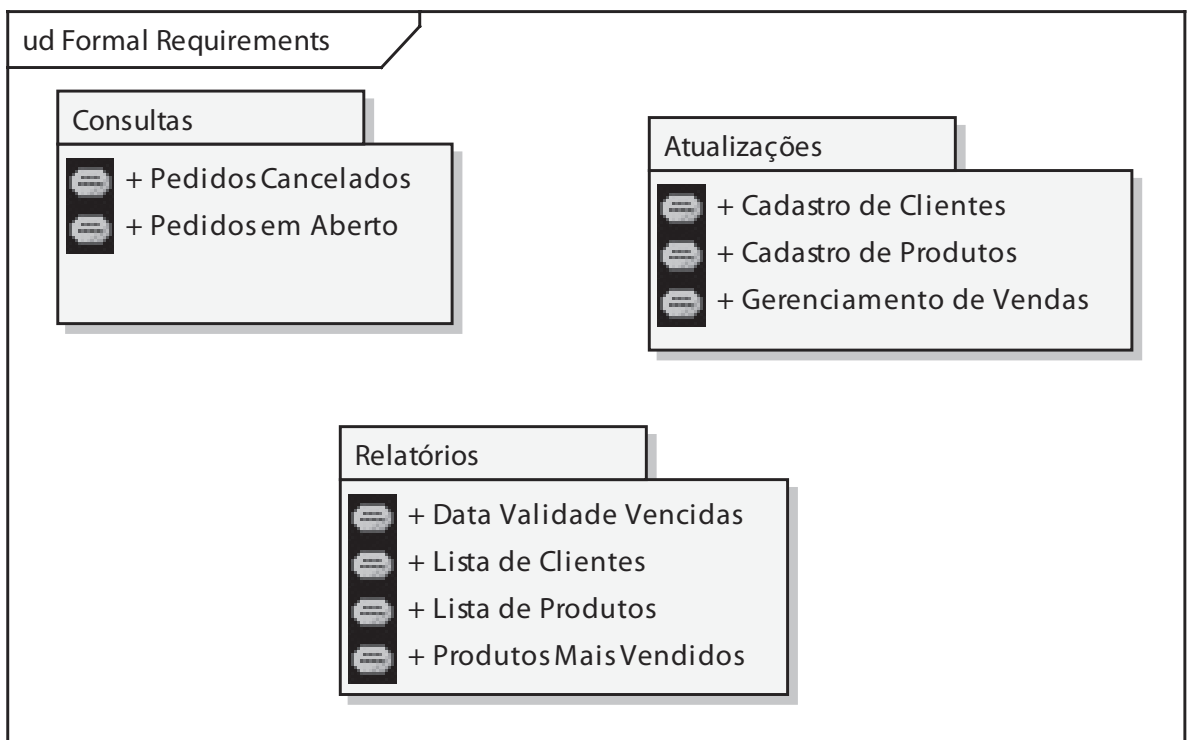 ud Formal Requirements
Consultas
+ Pedidos Cancelados
+ Pedidos em Aberto
Atualizações
+ Cadastro de Clientes
+ Cadastro de Produtos
+ Gerenciamento de Vendas
Relatórios
+ Data Validade Vencidas
+ Lista de Clientes
+ Lista de Produtos
+ Produtos Mais Vendidos